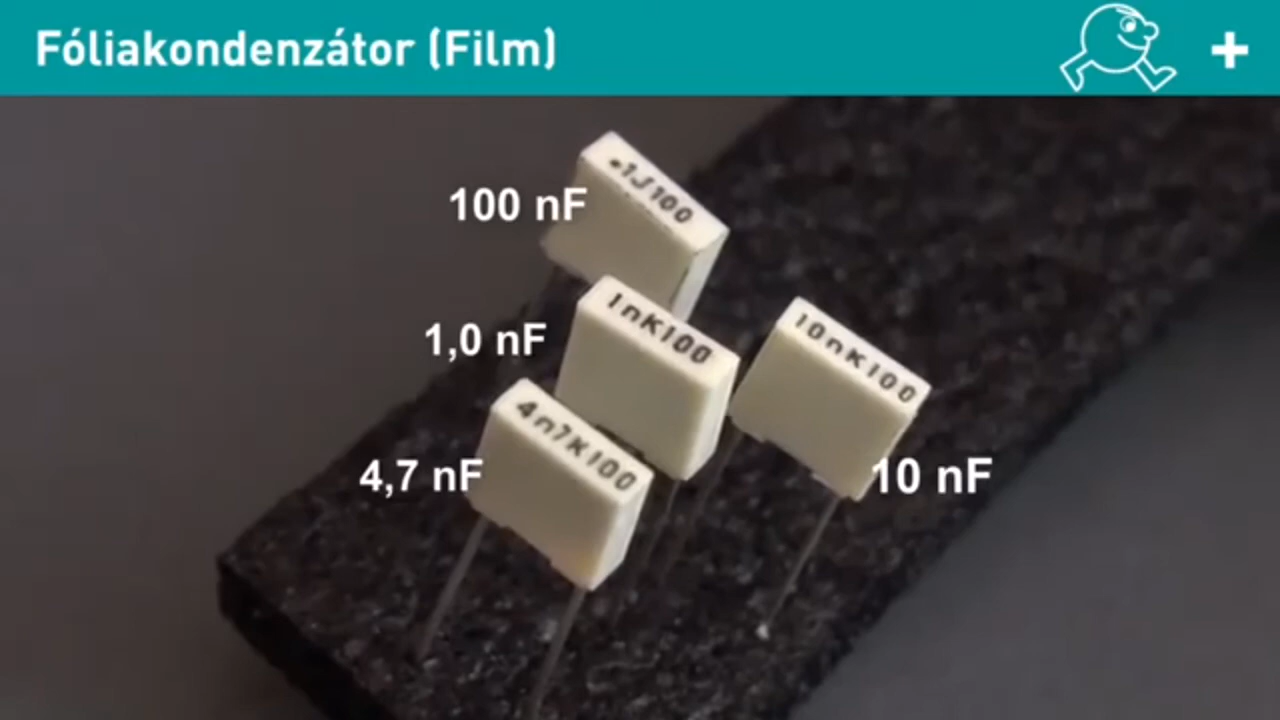 Fóliakondenzátor (Film)
+
.1J100
100 nF
1nK100
1,0 nF
10nK100
4n7K100
4,7 nF
10 nF